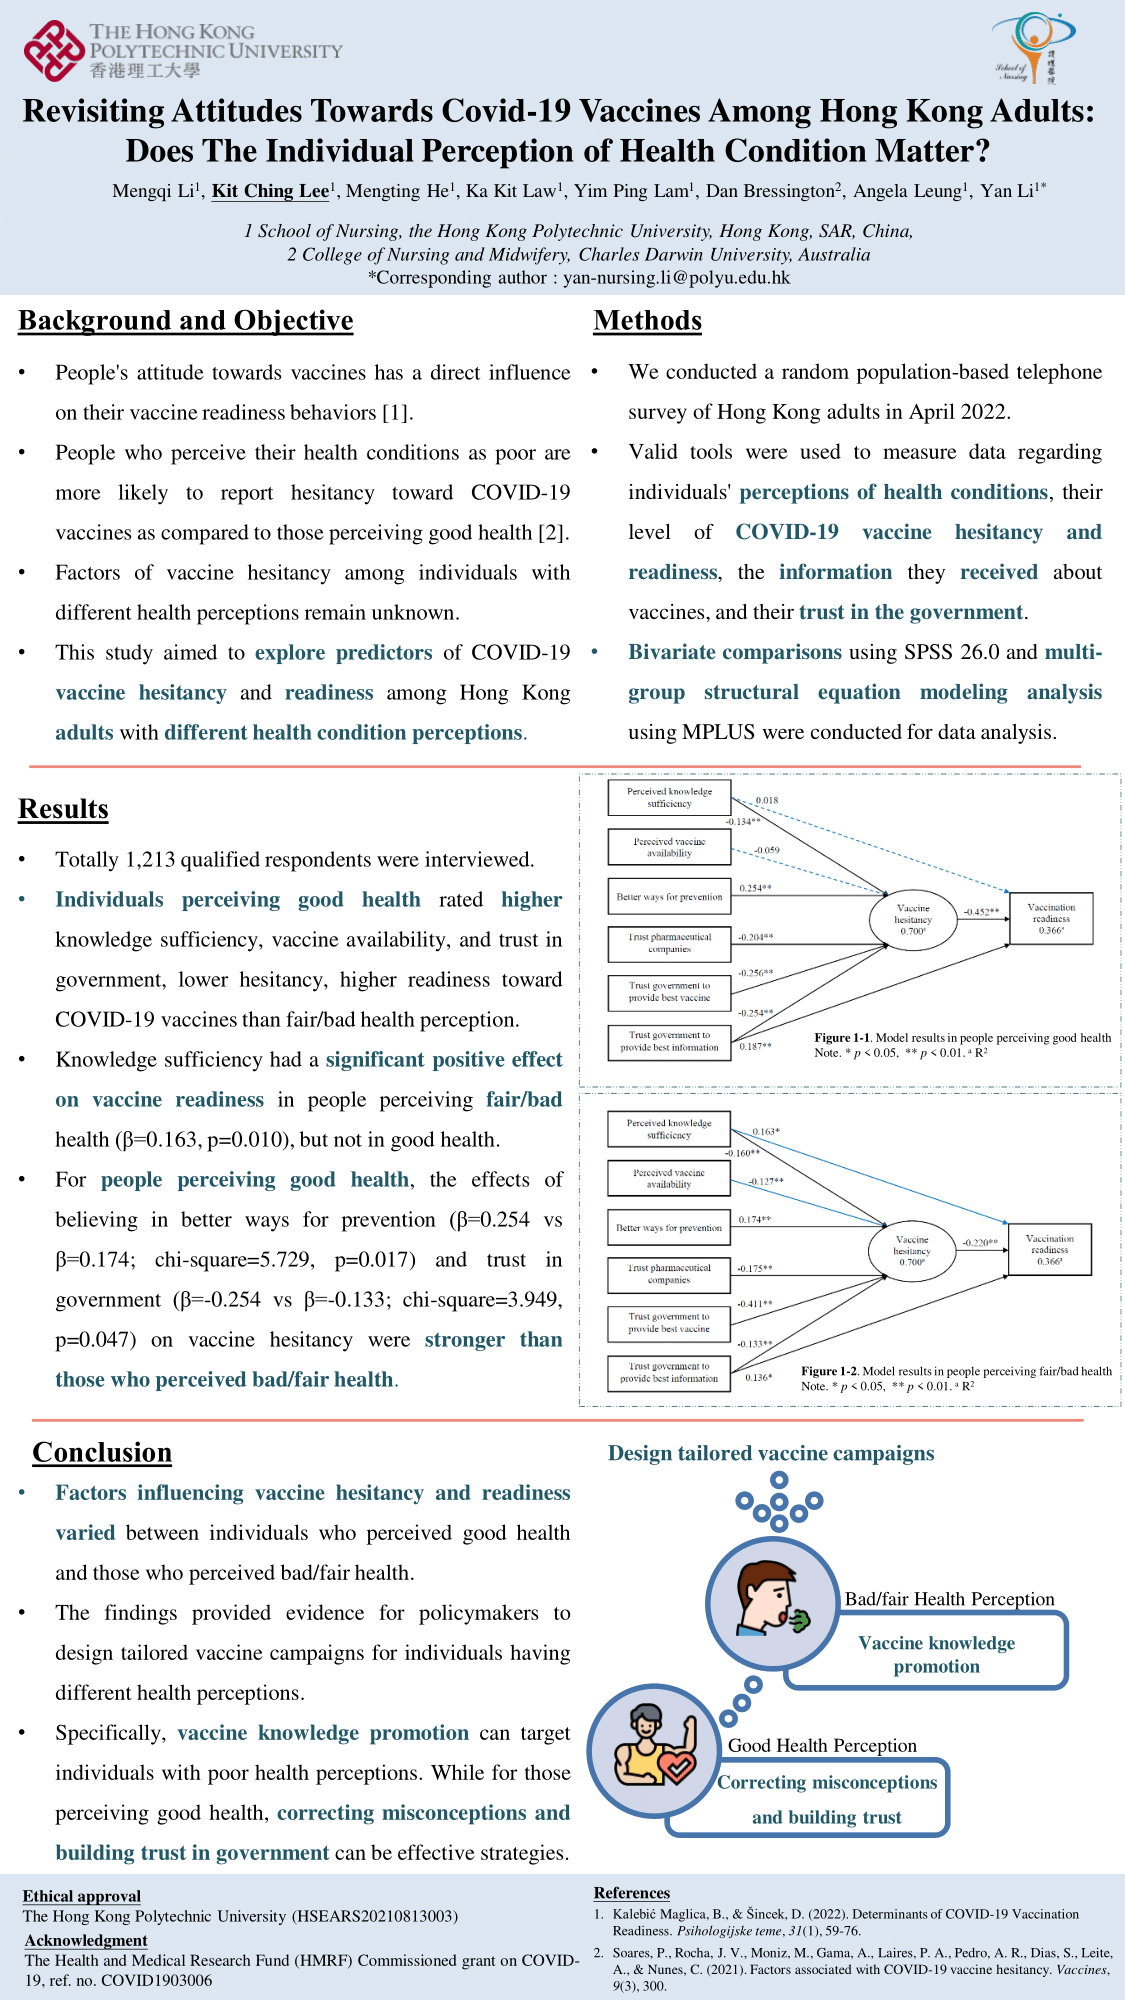 THE HONG KONG
POLYTECHNIC UNIVERSITY
香港理工大學
School of
Nursing
護理學院
Revisiting Attitudes Towards Covid-19 Vaccines Among Hong Kong Adults:
Does The Individual Perception of Health Condition Matter?
Mengqi Li1, Kit Ching Lee1, Mengting He1, Ka Kit Law1, Yim Ping Lam1, Dan Bressington2, Angela Leung1, Yan Li1*
1 School of Nursing, the Hong Kong Polytechnic University, Hong Kong, SAR, China,
2 College of Nursing and Midwifery, Charles Darwin University, Australia
*Corresponding author : yan-nursing.li@polyu.edu.hk
Background and Objective
• People's attitude towards vaccines has a direct influence
on their vaccine readiness behaviors [1].
• People who perceive their health conditions as poor are
more likely to report hesitancy toward COVID-19
vaccines as compared to those perceiving good health [2].
• Factors of vaccine hesitancy among individuals with
different health perceptions remain unknown.
• This study aimed to explore predictors of COVID-19
vaccine hesitancy and readiness among Hong Kong
adults with different health condition perceptions.
Methods
• We conducted a random population-based telephone
survey of Hong Kong adults in April 2022.
• Valid tools were used to measure data regarding
individuals' perceptions of health conditions, their
level of COVID-19 vaccine hesitancy and
readiness, the information they received about
vaccines, and their trust in the government.
• Bivariate comparisons using SPSS 26.0 and multi-
group structural equation modeling analysis
using MPLUS were conducted for data analysis.
Results
• Totally 1,213 qualified respondents were interviewed.
• Individuals perceiving good health rated higher
knowledge sufficiency, vaccine availability, and trust in
government, lower hesitancy, higher readiness toward
COVID-19 vaccines than fair/bad health perception.
• Knowledge sufficiency had a significant positive effect
on vaccine readiness in people perceiving fair/bad
health (β=0.163, p=0.010), but not in good health.
• For people perceiving good health, the effects of
believing in better ways for prevention (β=0.254 vs
β=0.174; chi-square=5.729, p=0.017) and trust in
government (β=-0.254 vs β=-0.133; chi-square=3.949,
p=0.047) on vaccine hesitancy were stronger than
those who perceived bad/fair health.
Perceived knowledge
sufficiency
0.018
-0.134**
Perceived vaccine
availability
-0.059
Better ways for prevention
0.254**
Trust pharmaceutical
companies
-0.204**
Trust government to
provide best vaccine
-0.256**
-0.254**
Trust government to
provide best information
0.187**
Vaccine
hesitancy
0.700ª
-0.452**
Vaccination
readiness
0.366ª
Figure 1-1. Model results in people perceiving good health
Note. * p < 0.05, ** p < 0.01. ª R²
Perceived knowledge
sufficiency
0.163*
-0.160**
Perceived vaccine
availability
-0.127**
Better ways for prevention
0.174**
Trust pharmaceutical
companies
-0.175**
Trust government to
provide best vaccine
-0.411**
-0.133**
Trust government to
provide best information
0.136*
Vaccine
hesitancy
0.700ª
-0.220**
Vaccination
readiness
0.366ª
Figure 1-2. Model results in people perceiving fair/bad health
Note. * p < 0.05, ** p < 0.01. ª R²
Conclusion
• Factors influencing vaccine hesitancy and readiness
varied between individuals who perceived good health
and those who perceived bad/fair health.
• The findings provided evidence for policymakers to
design tailored vaccine campaigns for individuals having
different health perceptions.
• Specifically, vaccine knowledge promotion can target
individuals with poor health perceptions. While for those
perceiving good health, correcting misconceptions and
building trust in government can be effective strategies.
Design tailored vaccine campaigns
Bad/fair Health Perception
Vaccine knowledge
promotion
Good Health Perception
Correcting misconceptions
and building trust
Ethical approval
The Hong Kong Polytechnic University (HSEARS20210813003)
Acknowledgment
The Health and Medical Research Fund (HMRF) Commissioned grant on COVID-
19, ref. no. COVID1903006
References
1. Kalebić Maglica, B., & Šincek, D. (2022). Determinants of COVID-19 Vaccination
Readiness. Psihologijske teme, 31(1), 59-76.
2. Soares, P., Rocha, J. V., Moniz, M., Gama, A., Laires, P. A., Pedro, A. R., Dias, S., Leite,
A., & Nunes, C. (2021). Factors associated with COVID-19 vaccine hesitancy. Vaccines,
9(3), 300.